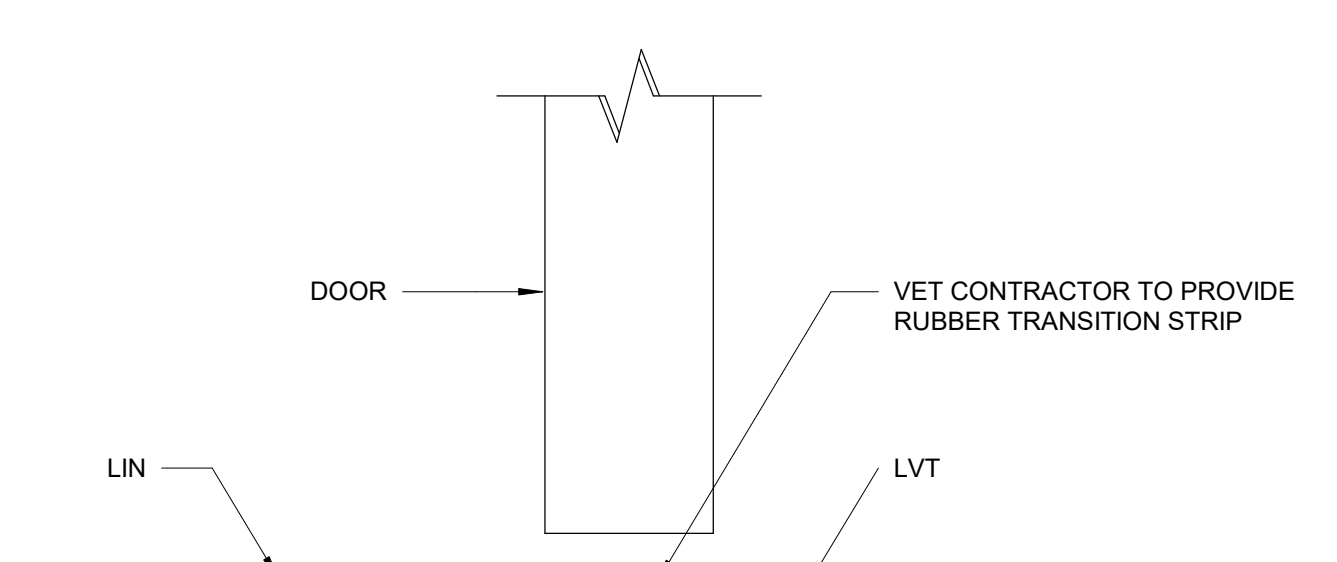 DOOR
VET CONTRACTOR TO PROVIDE
RUBBER TRANSITION STRIP
LIN
LVT